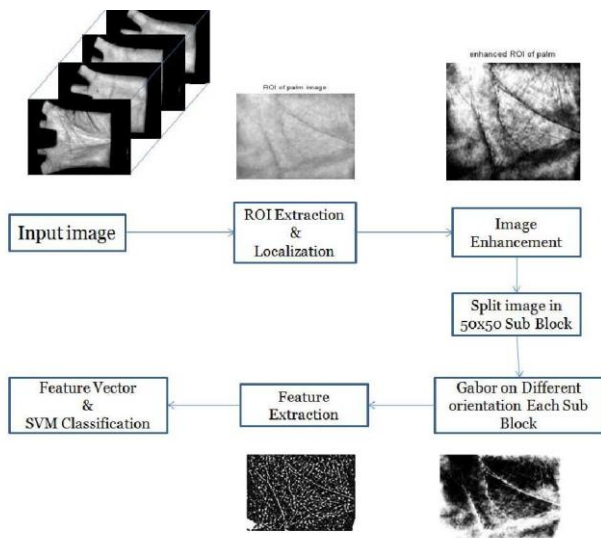 ROI of palm image
enhanced ROI of palm
Input image
ROI Extraction
&
Localization
Image
Enhancement
Split image in
50x50 Sub Block
Gabor on Different
orientation Each Sub
Block
Feature
Extraction
Feature Vector
&
SVM Classification